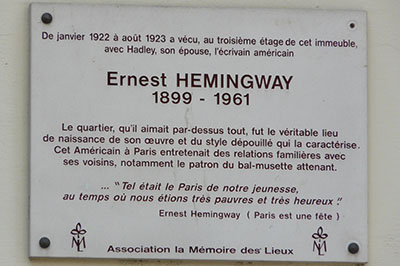 De janvier 1922 à août 1923 a vécu, au troisième étage de cet immeuble,
avec Hadley, son épouse, l'écrivain américain
Ernest HEMINGWAY
1899 - 1961
Le quartier, qu'il aimait par-dessus tout, fut le véritable lieu
de naissance de son œuvre et du style dépouillé qui la caractérise.
Cet Américain à Paris entretenait des relations familières avec
ses voisins, notamment le patron du bal-musette attenant.
... "Tel était le Paris de notre jeunesse,
au temps où nous étions très pauvres et très heureux."
Ernest Hemingway ( Paris est une fête )
ML Association la Mémoire des Lieux ML